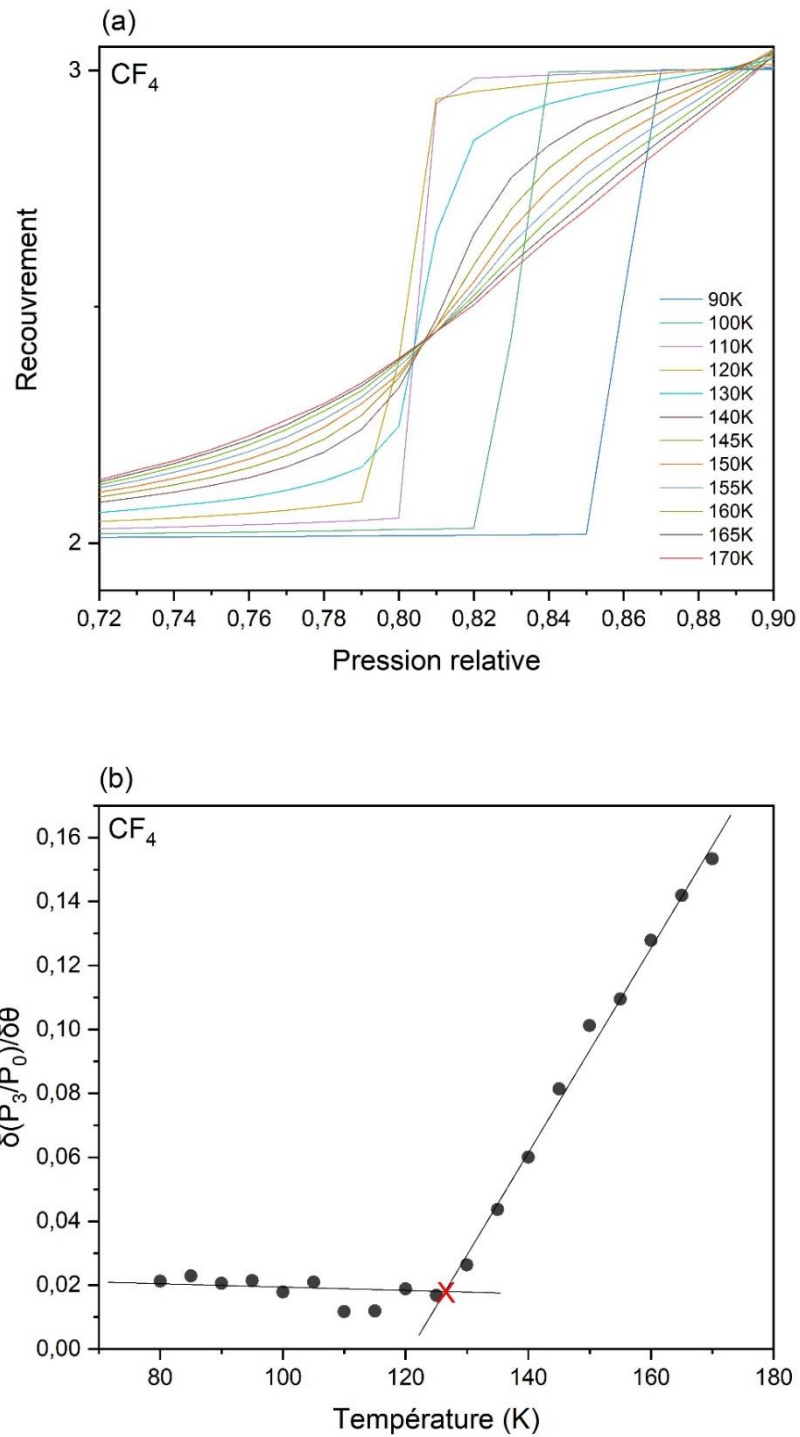 (a)
CF₄
3
2
Recouvrement
90K
100K
110K
120K
130K
140K
145K
150K
155K
160K
165K
170K
0,72 0,74 0,76 0,78 0,80 0,82 0,84 0,86 0,88 0,90
Pression relative
(b)
CF₄
0,16
0,14
0,12
0,10
0,08
0,06
0,04
0,02
0,00
δ(P₃/P₀)/δθ
80 100 120 140 160 180
Température (K)